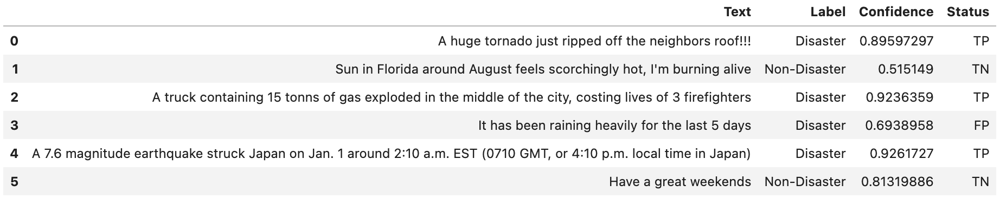 Text Label Confidence Status
0 A huge tornado just ripped off the neighbors roof!!! Disaster 0.89597297 TP
1 Sun in Florida around August feels scorchingly hot, I'm burning alive Non-Disaster 0.515149 TN
2 A truck containing 15 tonns of gas exploded in the middle of the city, costing lives of 3 firefighters Disaster 0.9236359 TP
3 It has been raining heavily for the last 5 days Disaster 0.6938958 FP
4 A 7.6 magnitude earthquake struck Japan on Jan. 1 around 2:10 a.m. EST (0710 GMT, or 4:10 p.m. local time in Japan) Disaster 0.9261727 TP
5 Have a great weekends Non-Disaster 0.81319886 TN